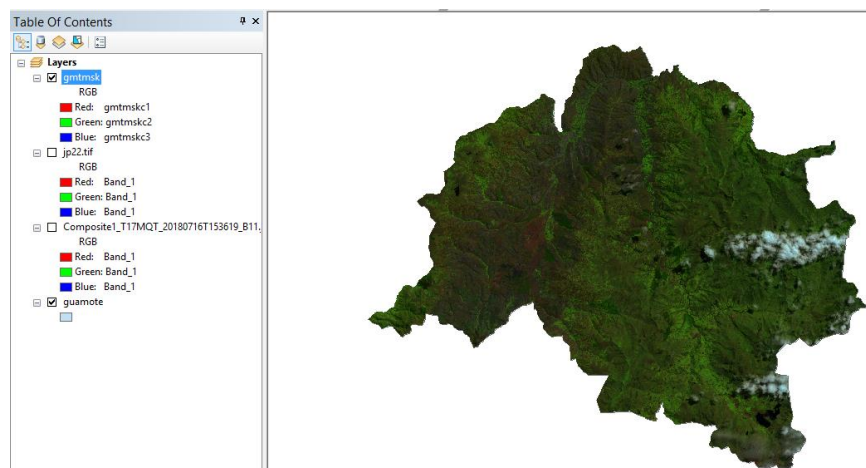 Table Of Contents
Layers
gmtmsk
RGB
Red: gmtmskc1
Green: gmtmskc2
Blue: gmtmskc3
jp22.tif
RGB
Red: Band_1
Green: Band_1
Blue: Band_1
Composite1_T17MQT_20180716T153619_B11.
RGB
Red: Band_1
Green: Band_1
Blue: Band_1
guamote